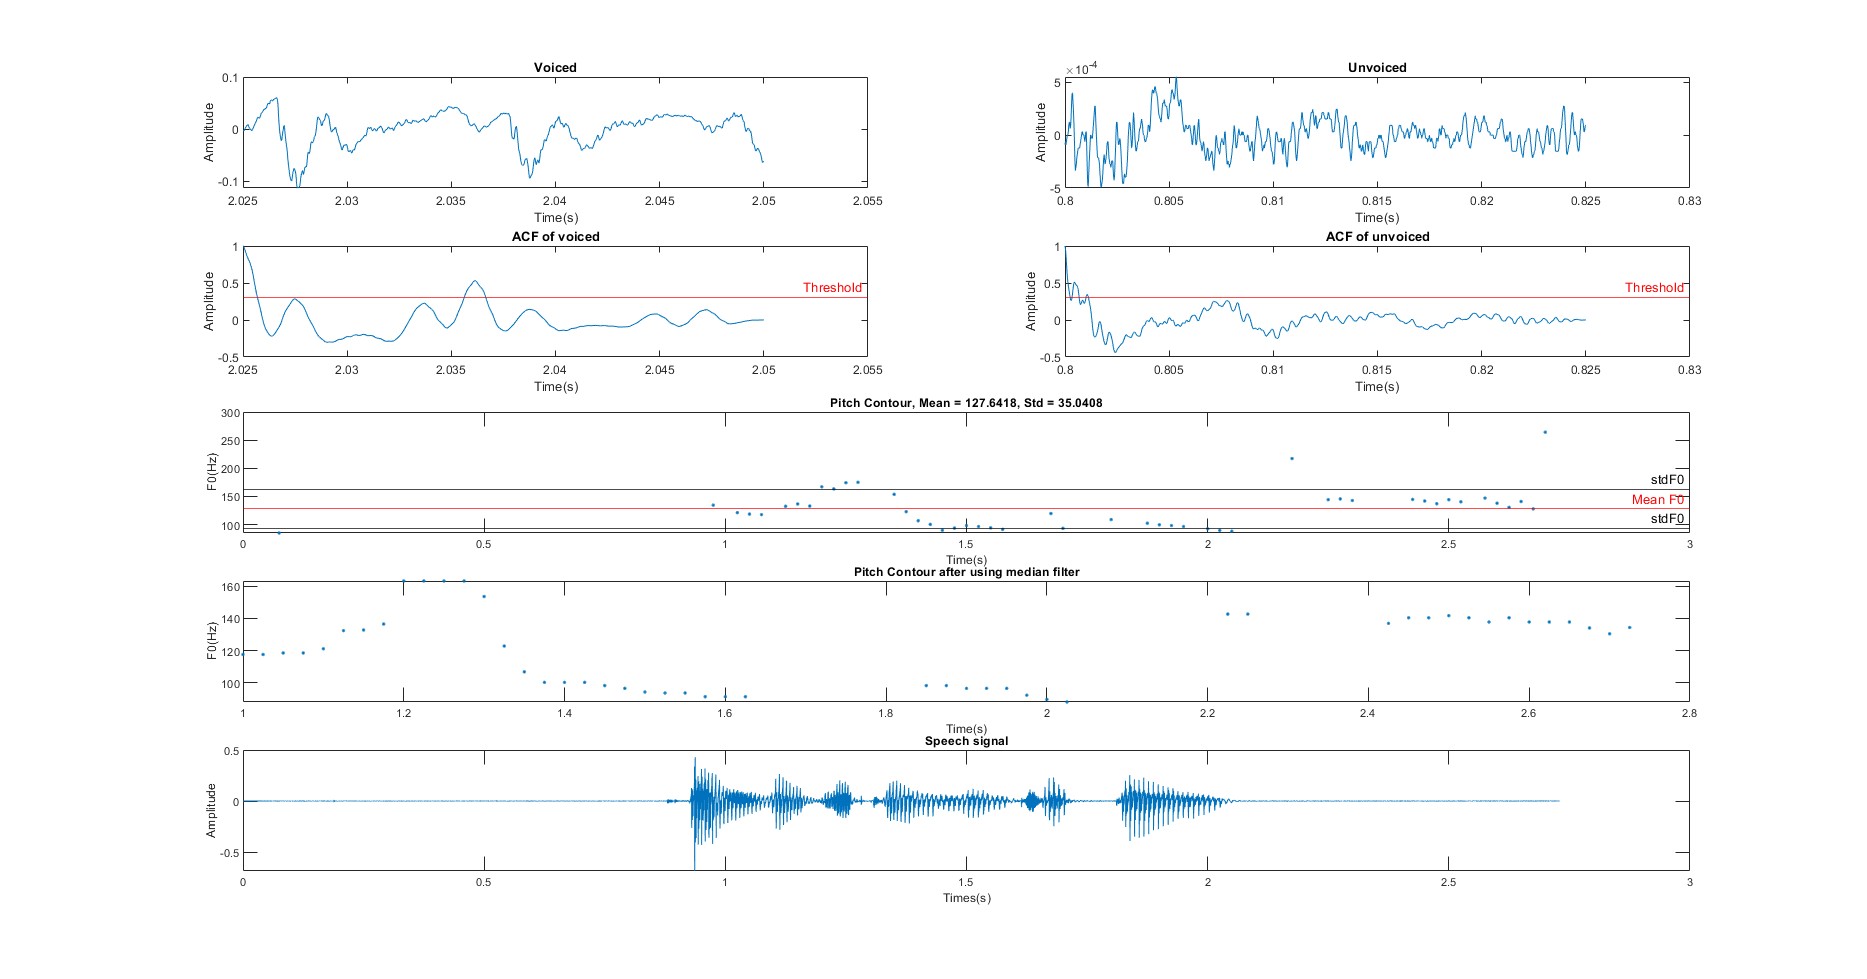 Voiced
0.1
0
-0.1
Amplitude
2.025 2.03 2.035 2.04 2.045 2.05 2.055
Time(s)
Unvoiced
×10-4
5
0
-5
Amplitude
0.8 0.805 0.81 0.815 0.82 0.825 0.83
Time(s)
ACF of voiced
1
0.5
0
-0.5
Amplitude
Threshold
2.025 2.03 2.035 2.04 2.045 2.05 2.055
Time(s)
ACF of unvoiced
1
0.5
0
-0.5
Amplitude
Threshold
0.8 0.805 0.81 0.815 0.82 0.825 0.83
Time(s)
Pitch Contour, Mean = 127.6418, Std = 35.0408
300
250
200
150
100
F0(Hz)
stdF0
Mean F0
stdF0
0 0.5 1 1.5 2 2.5 3
Time(s)
Pitch Contour after using median filter
160
140
120
100
F0(Hz)
1 1.2 1.4 1.6 1.8 2 2.2 2.4 2.6 2.8
Time(s)
Speech signal
0.5
0
-0.5
Amplitude
0 0.5 1 1.5 2 2.5 3
Times(s)